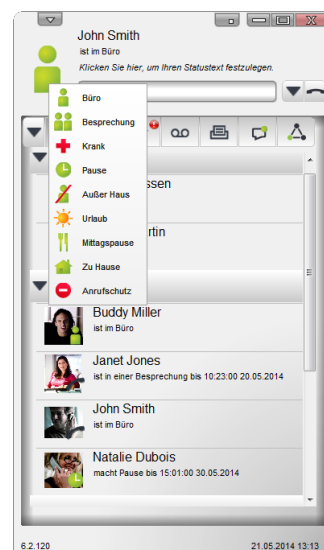 John Smith
ist im Büro
Klicken Sie hier, um Ihren Statustext festzulegen.
Büro
Besprechung
Krank
Pause
ssen
Außer Haus
Urlaub
rtin
Mittagspause
Zu Hause
Anrufschutz
Buddy Miller
ist im Büro
Janet Jones
ist in einer Besprechung bis 10:23:00 20.05.2014
John Smith
ist im Büro
Natalie Dubois
macht Pause bis 15:01:00 30.05.2014
6.2.120
21.05.2014 13:13